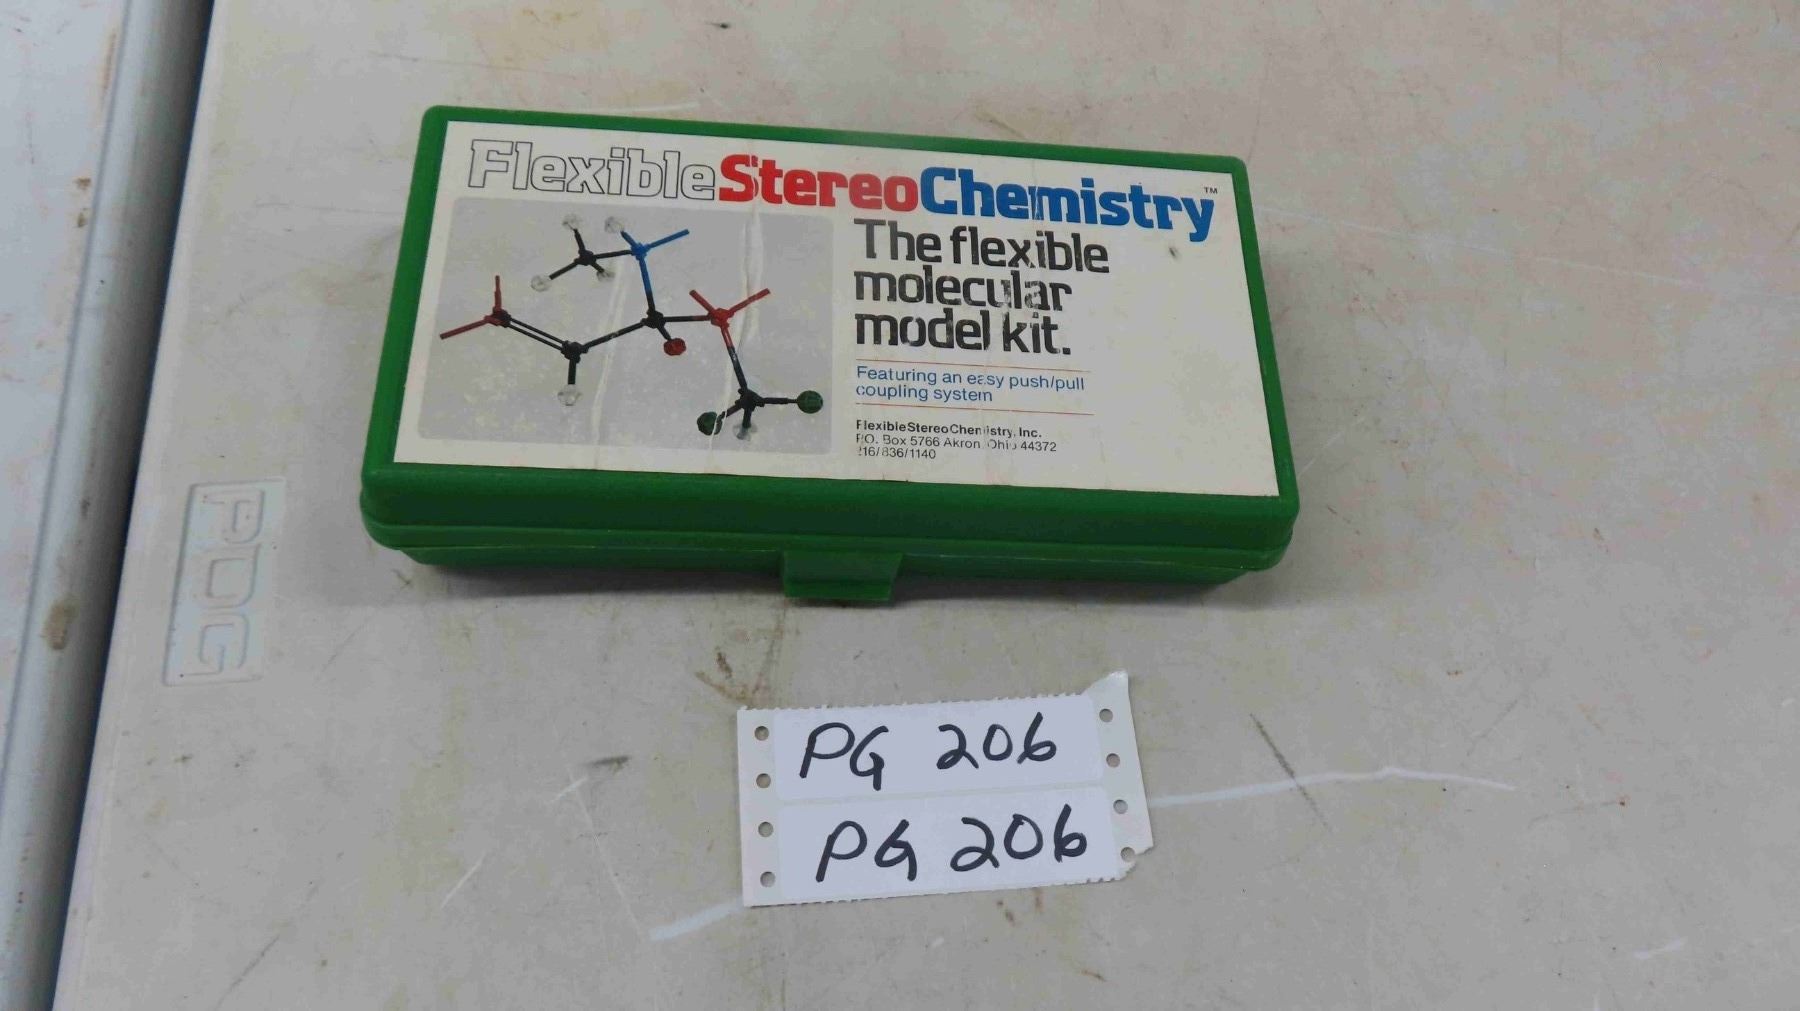 FlexibleStereoChemistry™
The flexible
molecular
model kit.
Featuring an easy push/pull
coupling system
FlexibleStereoChemistry, Inc.
P.O. Box 5766 Akron, Ohio 44372
216/836/1140
PDG
PG 206
PG 206